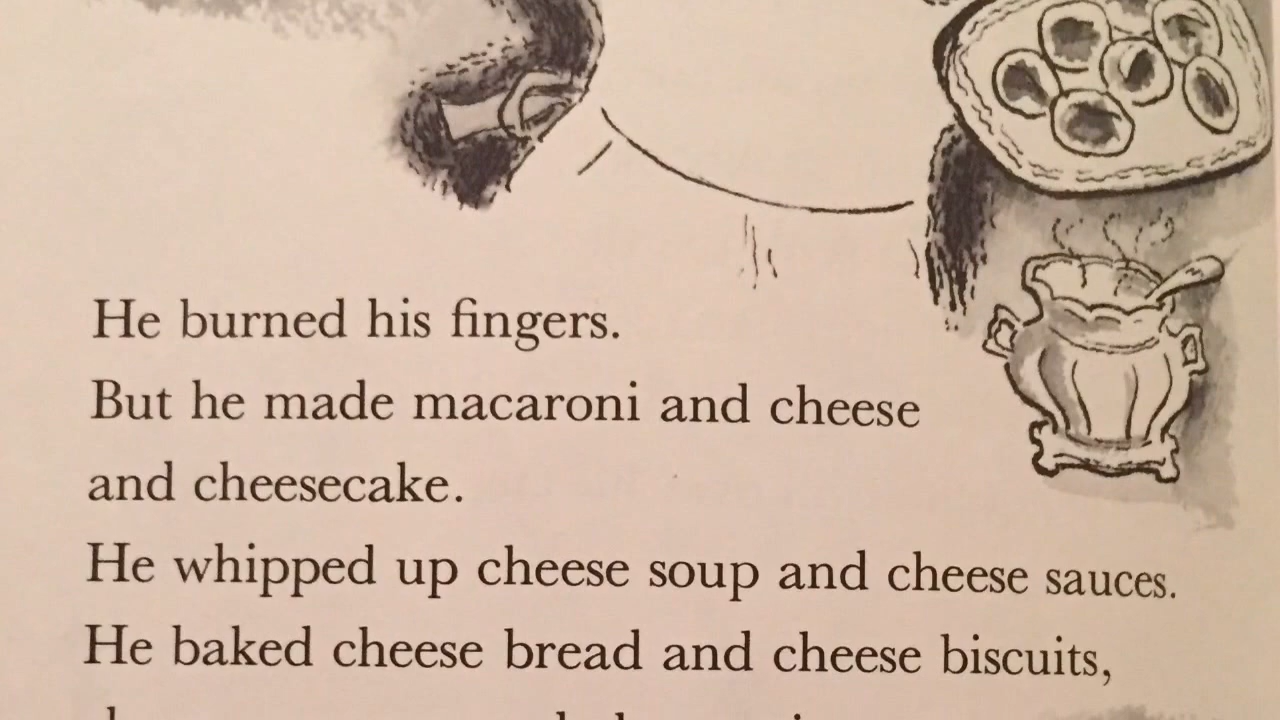 He burned his fingers.
But he made macaroni and cheese
and cheesecake.
He whipped up cheese soup and cheese sauces.
He baked cheese bread and cheese biscuits,